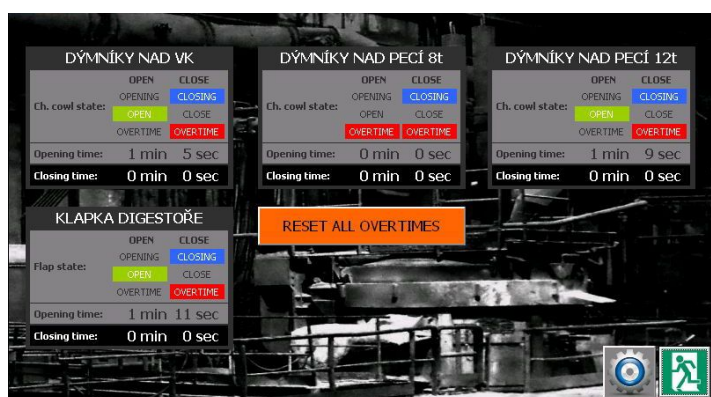 DÝMNÍKY NAD VK
OPEN CLOSE
Ch. cowl state:
OPENING CLOSING
OPEN CLOSE
OVERTIME OVERTIME
Opening time: 1 min 5 sec
Closing time: 0 min 0 sec
DÝMNÍKY NAD PECÍ 8t
OPEN CLOSE
Ch. cowl state:
OPENING CLOSING
OPEN CLOSE
OVERTIME OVERTIME
Opening time: 0 min 0 sec
Closing time: 0 min 0 sec
DÝMNÍKY NAD PECÍ 12t
OPEN CLOSE
Ch. cowl state:
OPENING CLOSING
OPEN CLOSE
OVERTIME OVERTIME
Opening time: 1 min 9 sec
Closing time: 0 min 0 sec
KLAPKA DIGESTOŘE
OPEN CLOSE
Flap state:
OPENING CLOSING
OPEN CLOSE
OVERTIME OVERTIME
Opening time: 1 min 11 sec
Closing time: 0 min 0 sec
RESET ALL OVERTIMES